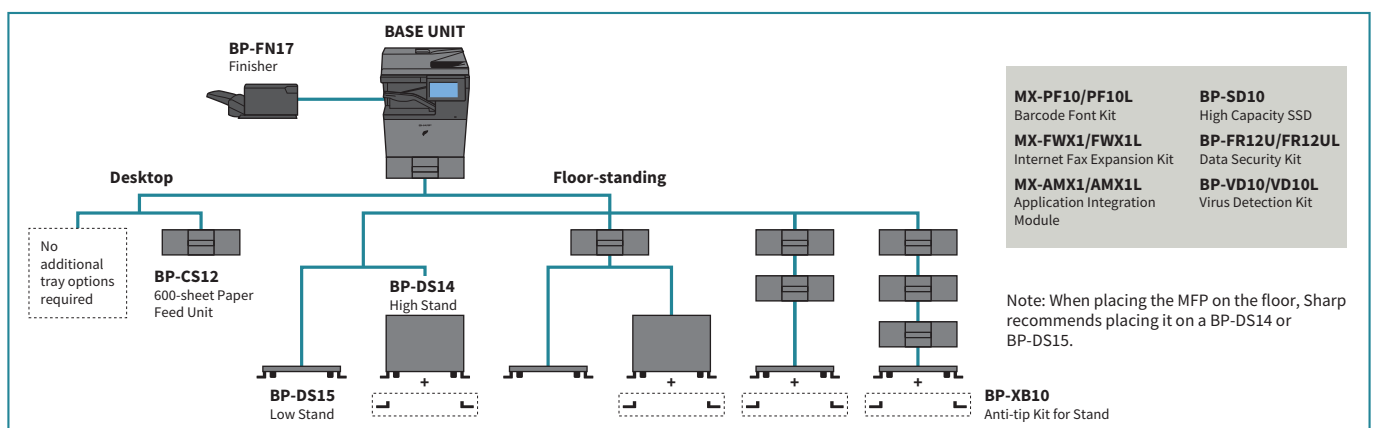 BASE UNIT
BP-FN17
Finisher
Desktop
Floor-standing
No
additional
tray options
required
BP-CS12
600-sheet Paper
Feed Unit
BP-DS14
High Stand
BP-DS15
Low Stand
+
+
+
+
BP-XB10
Anti-tip Kit for Stand
MX-PF10/PF10L
Barcode Font Kit
MX-FWX1/FWX1L
Internet Fax Expansion Kit
MX-AMX1/AMX1L
Application Integration
Module
BP-SD10
High Capacity SSD
BP-FR12U/FR12UL
Data Security Kit
BP-VD10/VD10L
Virus Detection Kit
Note: When placing the MFP on the floor, Sharp
recommends placing it on a BP-DS14 or
BP-DS15.